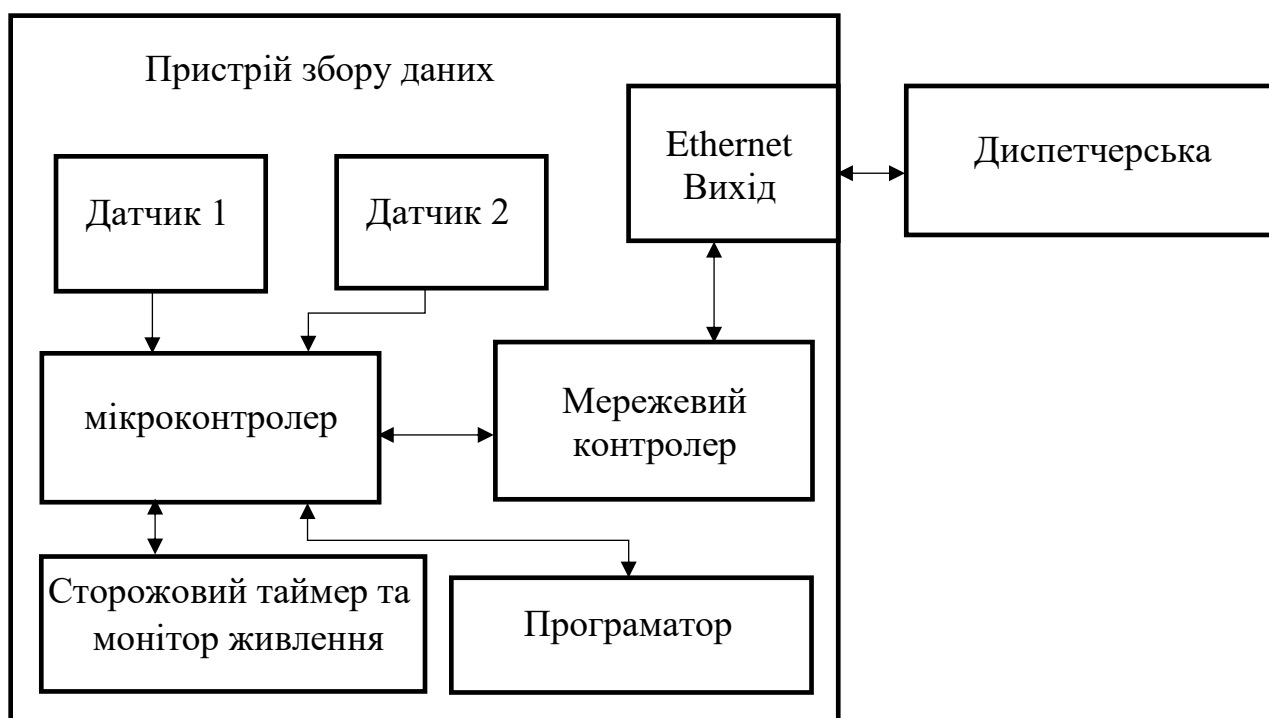 Пристрій збору даних
Ethernet
Вихід
Диспетчерська
Датчик 1
Датчик 2
мікроконтролер
Мережевий
контролер
Сторожовий таймер та
монітор живлення
Програматор